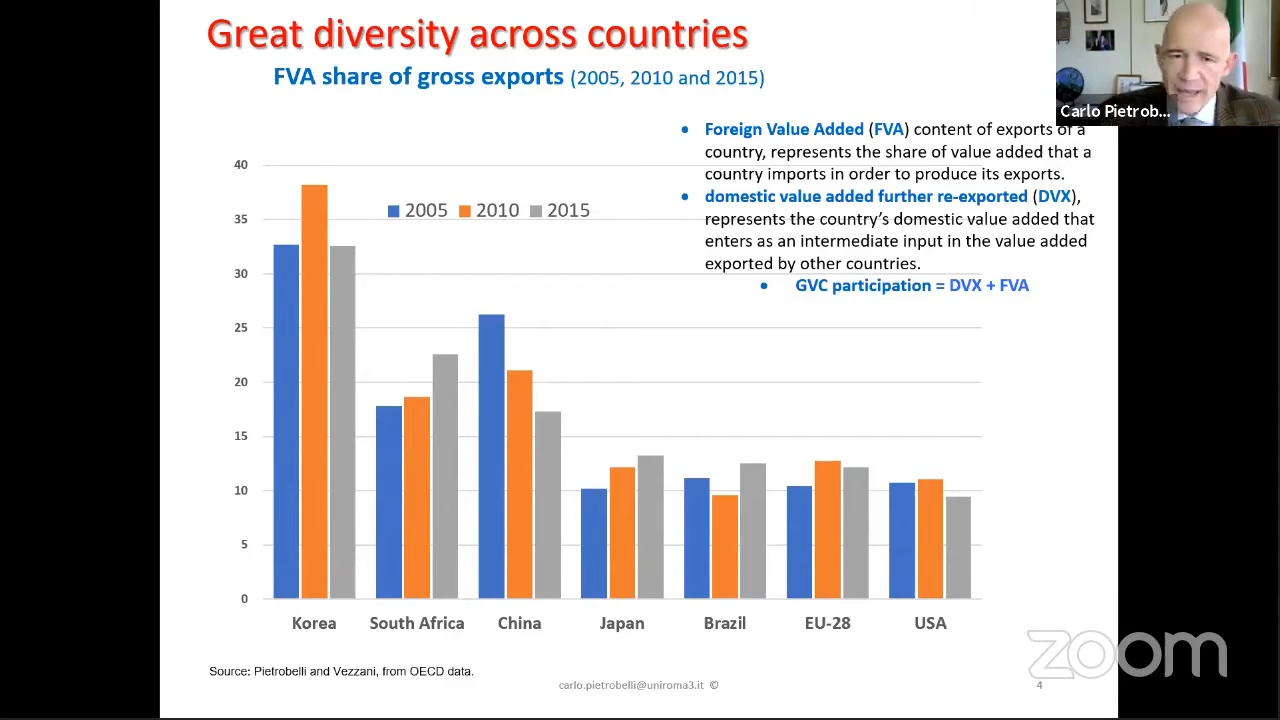 Great diversity across countries
FVA share of gross exports (2005, 2010 and 2015)
Carlo Pietrob...
• Foreign Value Added (FVA) content of exports of a
country, represents the share of value added that a
country imports in order to produce its exports.
• domestic value added further re-exported (DVX),
represents the country's domestic value added that
enters as an intermediate input in the value added
exported by other countries.
• GVC participation = DVX + FVA
2005 2010 2015
40
35
30
25
20
15
10
5
0
Korea South Africa China Japan Brazil EU-28 USA
Source: Pietrobelli and Vezzani, from OECD data.
carlo.pietrobelli@uniroma3.it ©
4
zoom